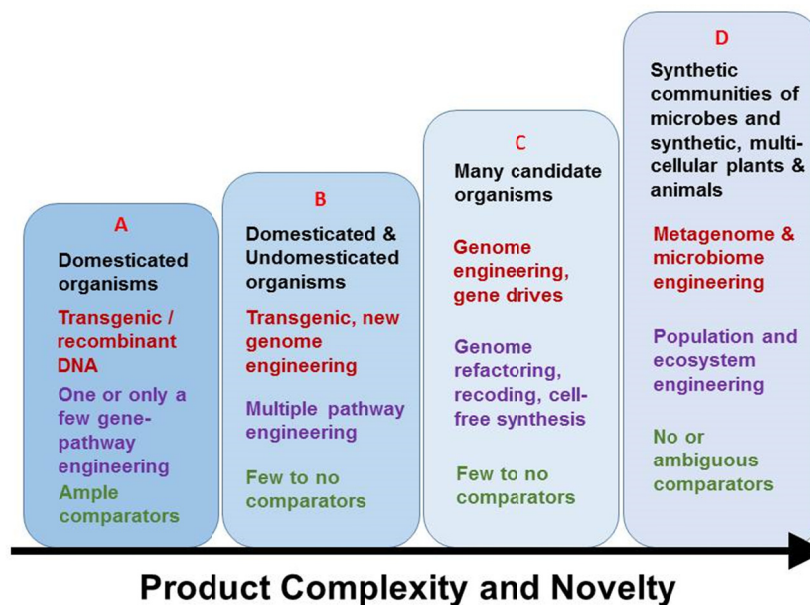 A
Domesticated
organisms
Transgenic /
recombinant
DNA
One or only a
few gene-
pathway
engineering
Ample
comparators
B
Domesticated &
Undomesticated
organisms
Transgenic, new
genome
engineering
Multiple pathway
engineering
Few to no
comparators
C
Many candidate
organisms
Genome
engineering,
gene drives
Genome
refactoring,
recoding, cell-
free synthesis
Few to no
comparators
D
Synthetic
communities of
microbes and
synthetic, multi-
cellular plants &
animals
Metagenome &
microbiome
engineering
Population and
ecosystem
engineering
No or
ambiguous
comparators
Product Complexity and Novelty